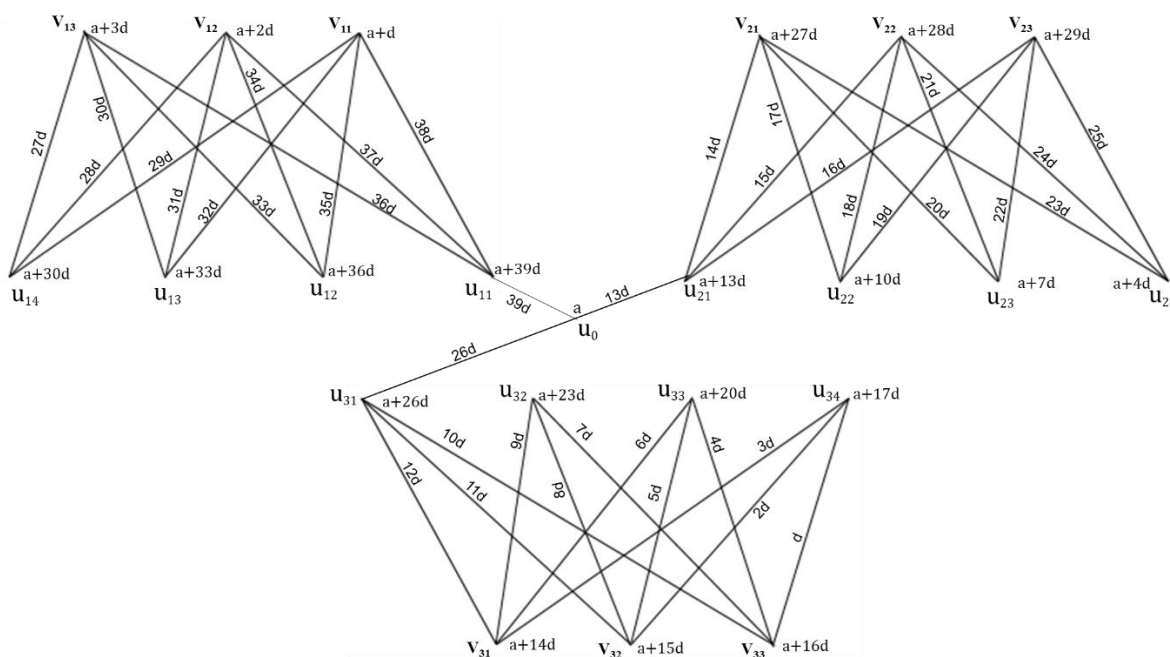 V₁₃ a+3d V₁₂ a+2d V₁₁ a+d
V₂₁ a+27d V₂₂ a+28d V₂₃ a+29d
27d 30d 28d 31d 29d 32d 34d 33d 35d 37d 36d 38d
14d 17d 15d 18d 16d 19d 21d 20d 22d 24d 23d 25d
a+30d a+33d a+36d a+39d
u₁₄ u₁₃ u₁₂ u₁₁
a+13d a+10d a+7d a+4d
u₂₁ u₂₂ u₂₃ u₂
39d a 13d
u₀
26d
u₃₁ a+26d u₃₂ a+23d u₃₃ a+20d u₃₄ a+17d
12d 11d 10d 9d 8d 7d 6d 5d 4d 3d 2d d
V₃₁ a+14d V₃₂ a+15d V₃₃ a+16d